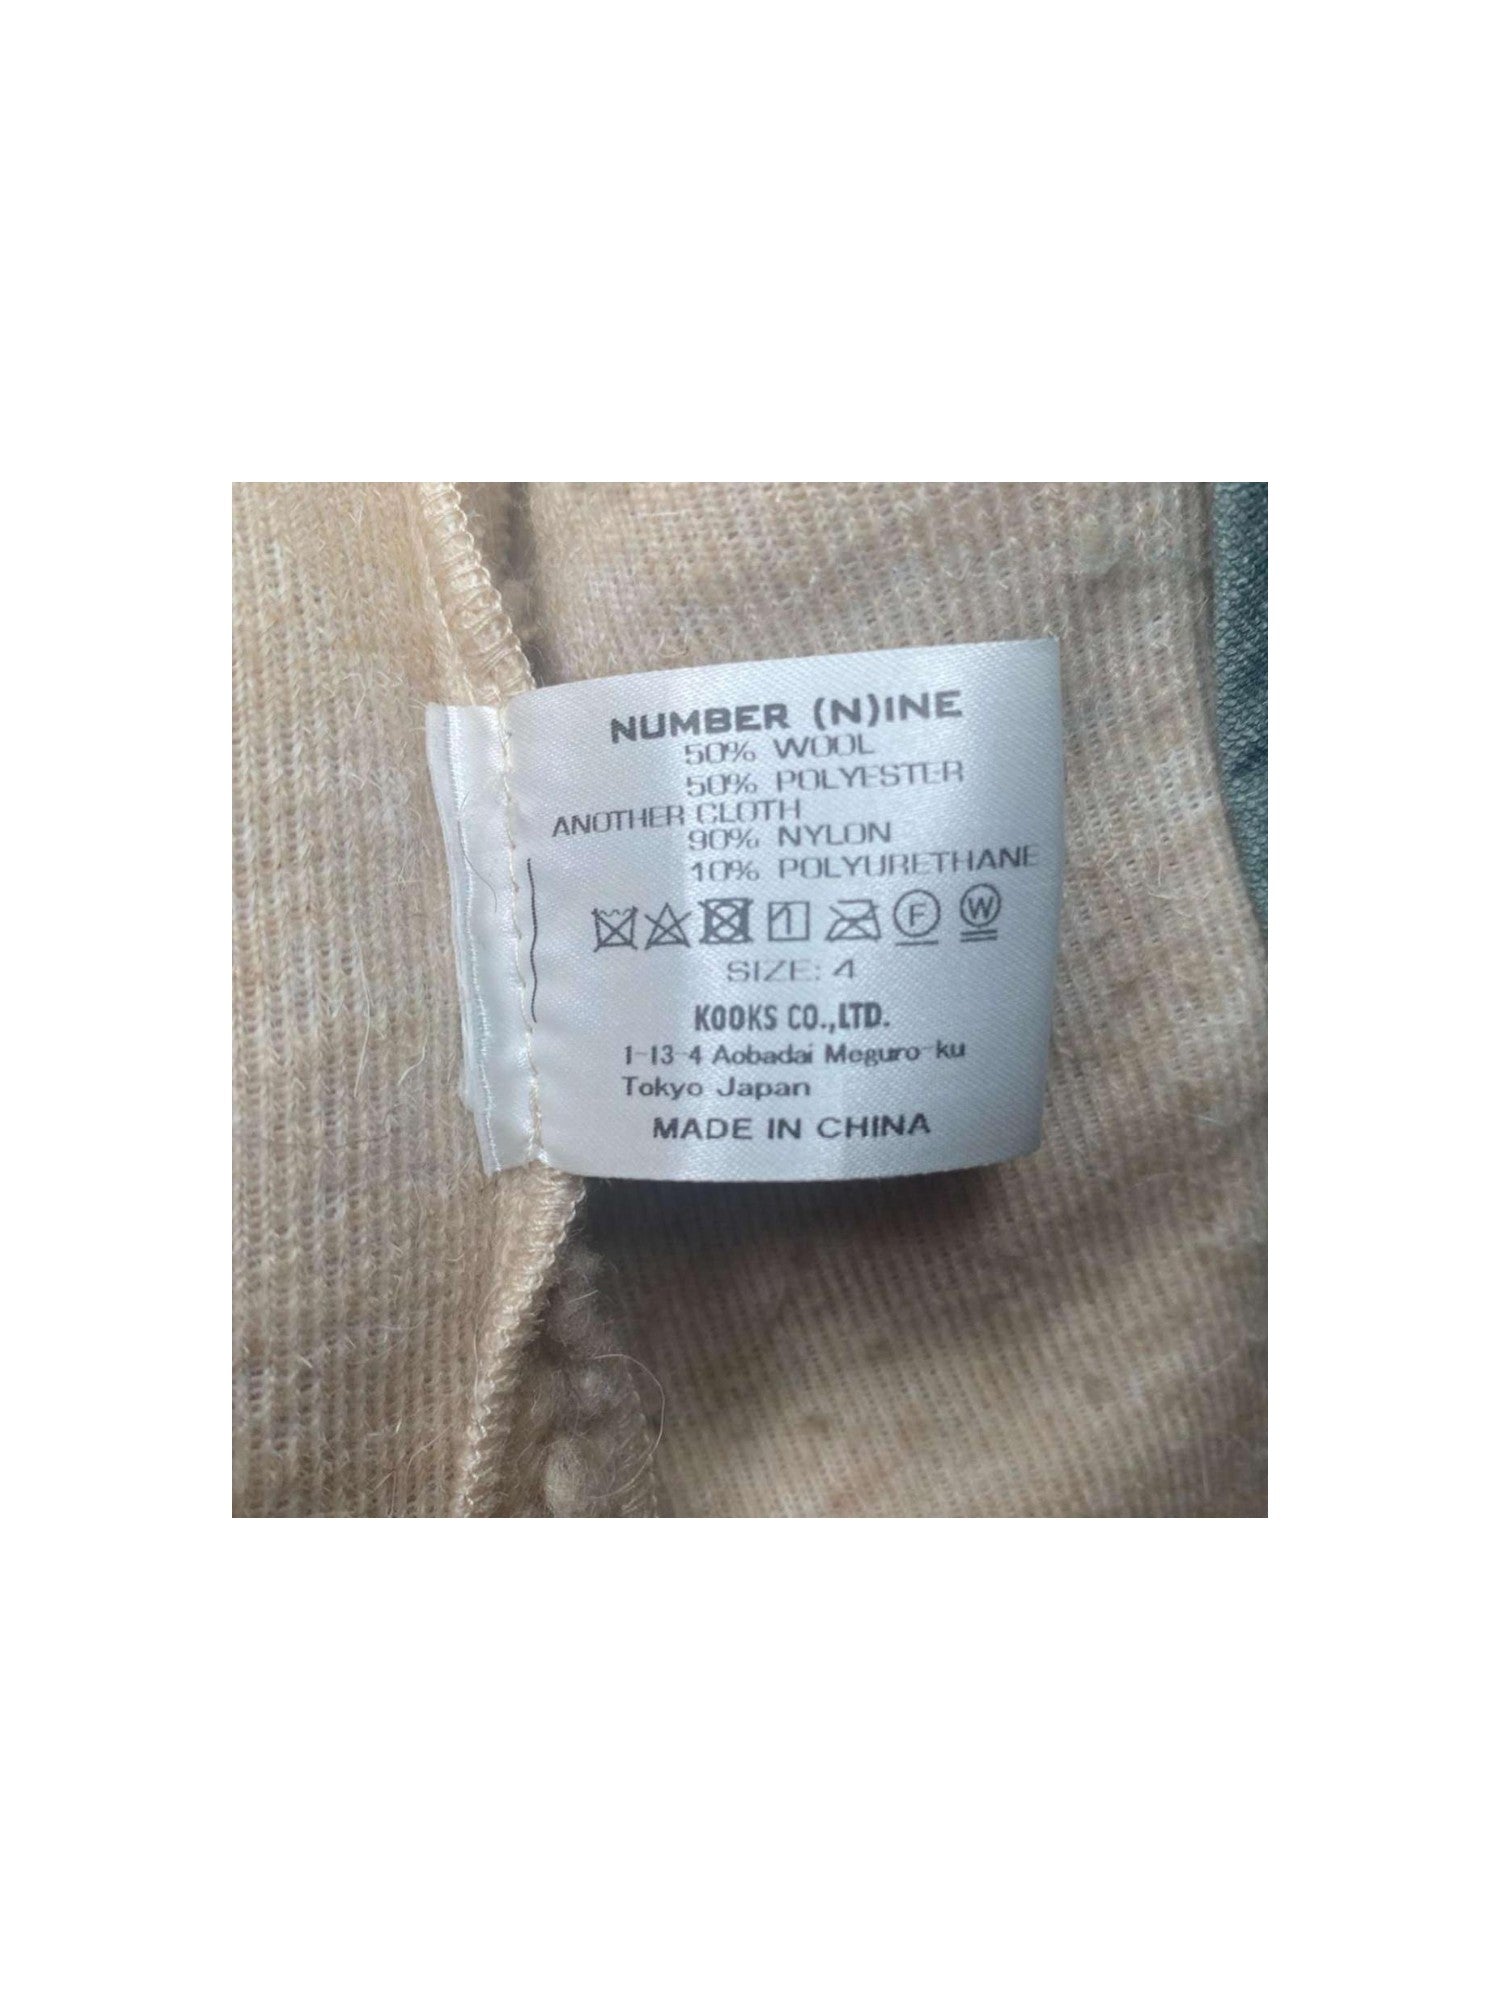 NUMBER (N)INE
50% WOOL
50% POLYESTER
ANOTHER CLOTH
90% NYLON
10% POLYURETHANE
F W
SIZE: 4
KOOKS CO.,LTD.
1-13-4 Aobadai Meguro-ku
Tokyo Japan
MADE IN CHINA